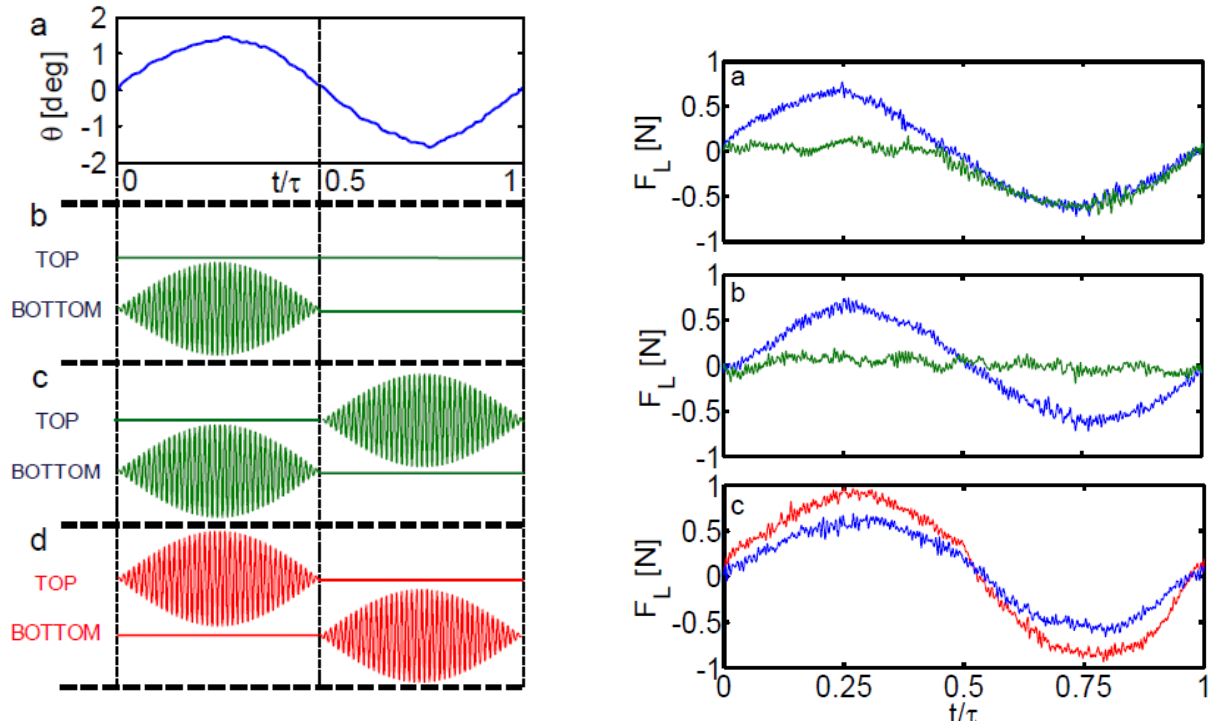 a
2
1
0
-1
-2
θ [deg]
0 t/τ 0.5 1
b
TOP
BOTTOM
c
TOP
BOTTOM
d
TOP
BOTTOM
a
1
0.5
0
-0.5
-1
F_L [N]
b
1
0.5
0
-0.5
-1
F_L [N]
c
1
0.5
0
-0.5
-1
F_L [N]
0 0.25 0.5 0.75 1
t/τ